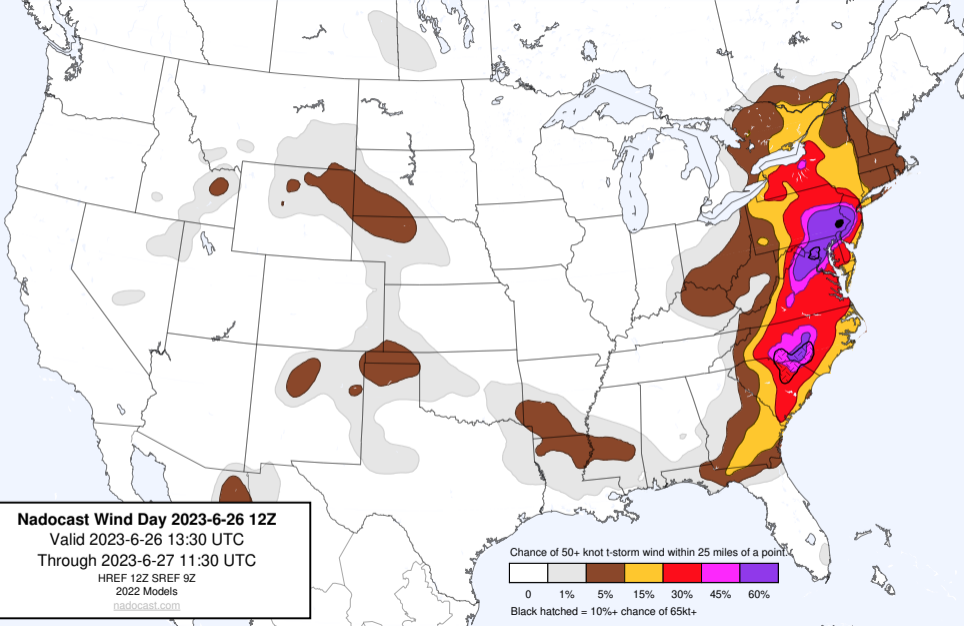 Nadocast Wind Day 2023-6-26 12Z
Valid 2023-6-26 13:30 UTC
Through 2023-6-27 11:30 UTC
HREF 12Z SREF 9Z
2022 Models
nadocast.com
Chance of 50+ knot t-storm wind within 25 miles of a point.
0 1% 5% 15% 30% 45% 60%
Black hatched = 10%+ chance of 65kt+